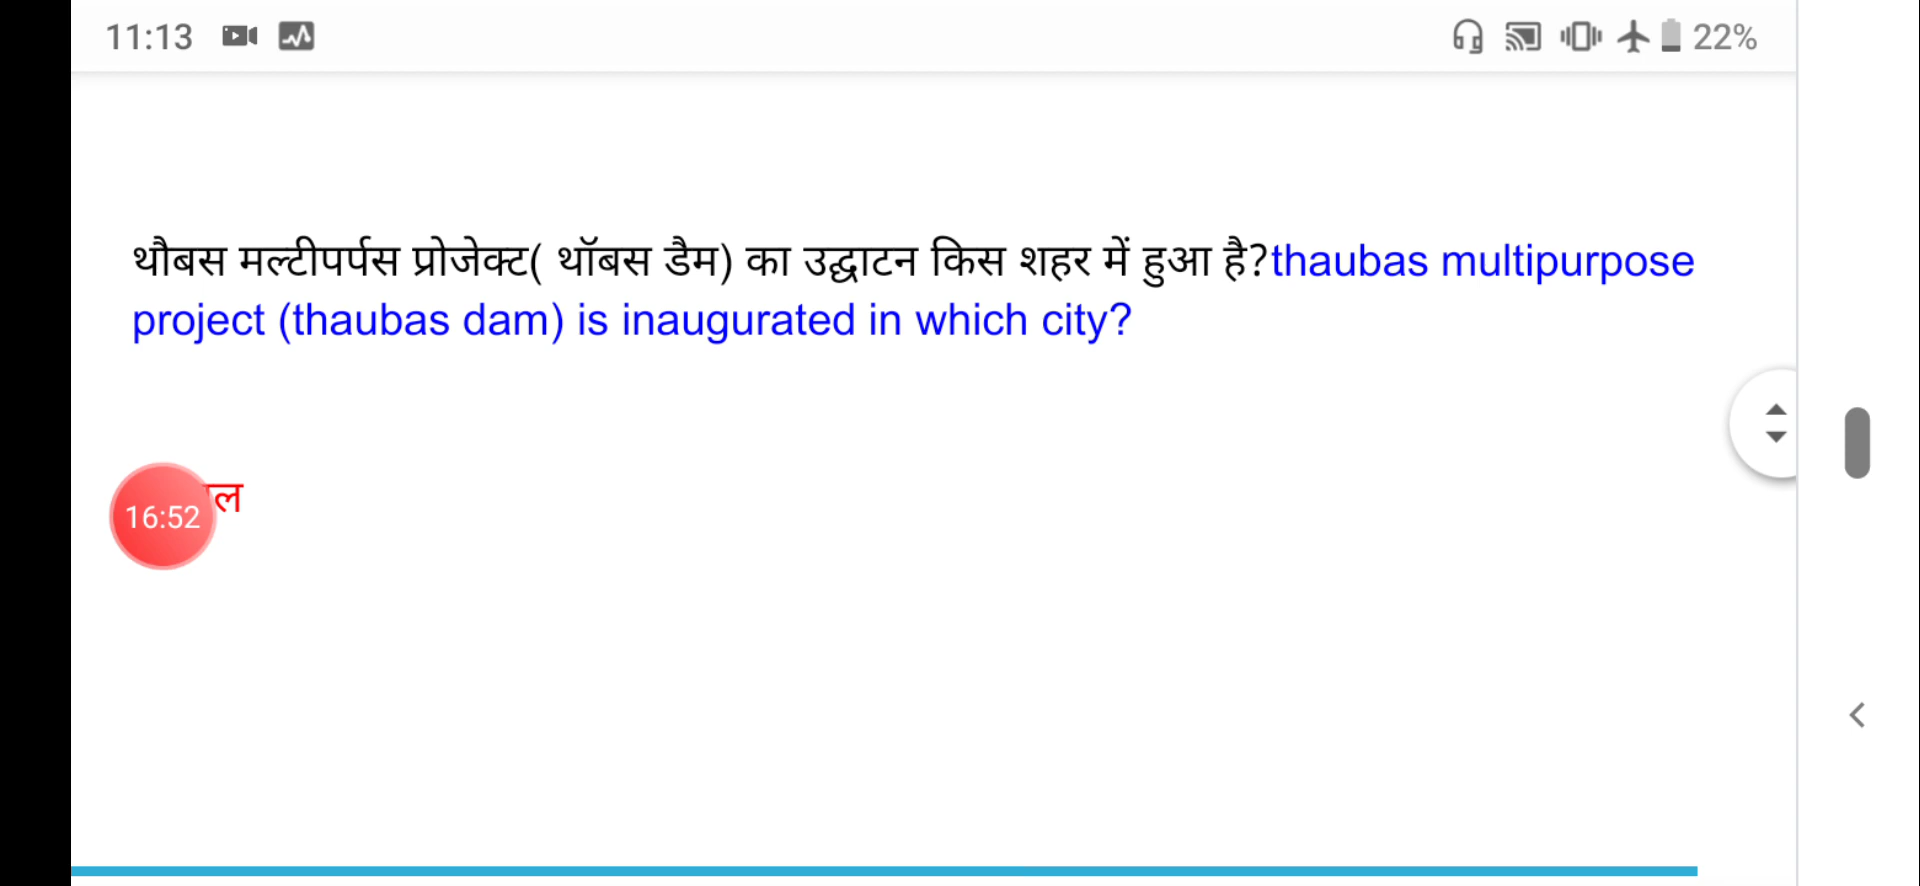 11:13
22%
थौबस मल्टीपर्पस प्रोजेक्ट( थॉबस डैम) का उद्घाटन किस शहर में हुआ है?thaubas multipurpose
project (thaubas dam) is inaugurated in which city?
16:52